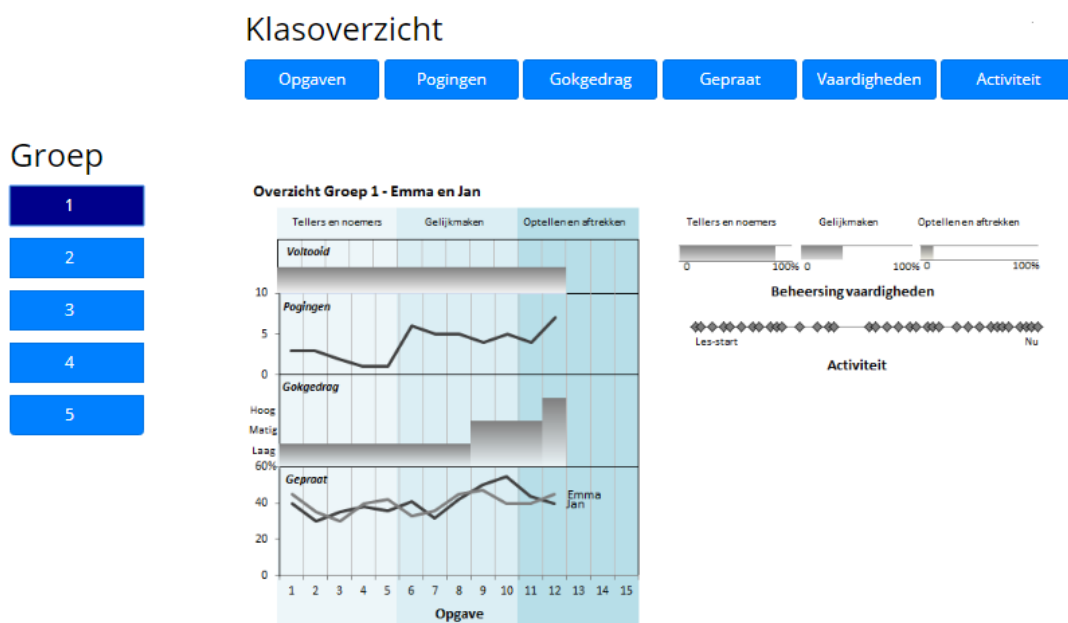 Klasoverzicht
Opgaven Pogingen Gokgedrag Gepraat Vaardigheden Activiteit
Groep
1
2
3
4
5
Overzicht Groep 1 - Emma en Jan
Tellers en noemers Gelijkmaken Optellen en aftrekken
Voltooid
10
Pogingen
5
0
Gokgedrag
Hoog
Matig
Laag
60%
Gepraat
40
20
0
Emma
Jan
1 2 3 4 5 6 7 8 9 10 11 12 13 14 15
Opgave
Tellers en noemers Gelijkmaken Optellen en aftrekken
0 100% 0 100% 0 100%
Beheersing vaardigheden
Les-start Nu
Activiteit